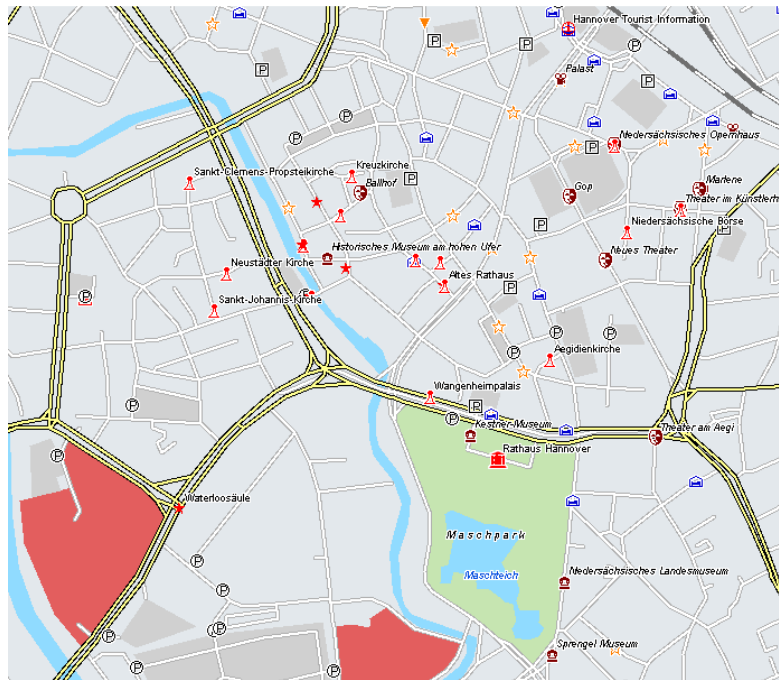 Hannover Tourist Information
P
P
P
Palast
P
P
P
Niedersächsisches Opernhaus
P
Kreuzkirche
Sankt-Clemens-Propsteikirche
P
Ballhof
Gop
Marlene
Theater im Künstlerh
P
Niedersächsische Börse
P
Historisches Museum am hohen Ufer
Neues Theater
Neustädter Kirche
Altes Rathaus
P
P
P
Sankt-Johannis-Kirche
P
P
P
Aegidienkirche
Wangenheimpalais
P
P
P
Kestner-Museum
Theater am Aegi
Rathaus Hannover
P
Waterloosäule
Maschpark
P
Maschteich
Niedersächsisches Landesmuseum
P
P
P
P
Sprengel Museum
P